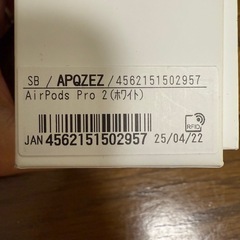 SB / APQZEZ / 4562151502957
AirPods Pro 2(ホワイト)
RFID
JAN 4562151502957 25/04/22